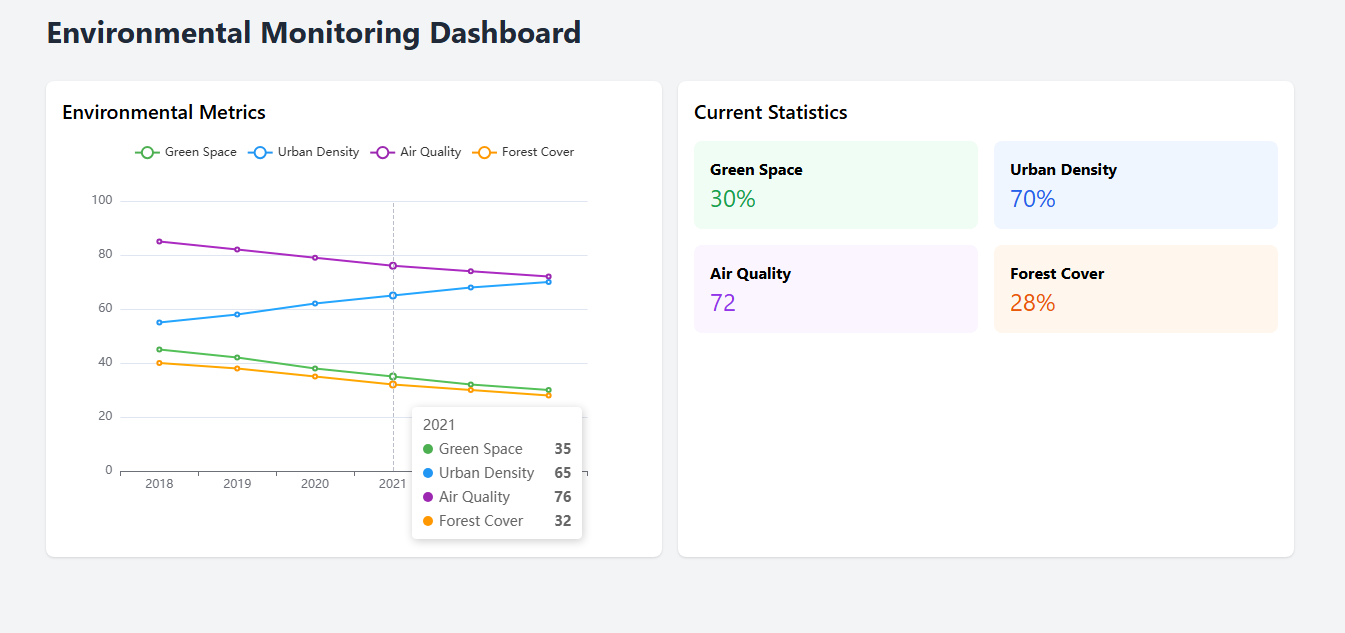 Environmental Monitoring Dashboard
Environmental Metrics
Green Space Urban Density Air Quality Forest Cover
100
80
60
40
20
0
2018 2019 2020 2021
2021
Green Space 35
Urban Density 65
Air Quality 76
Forest Cover 32
Current Statistics
Green Space
30%
Urban Density
70%
Air Quality
72
Forest Cover
28%